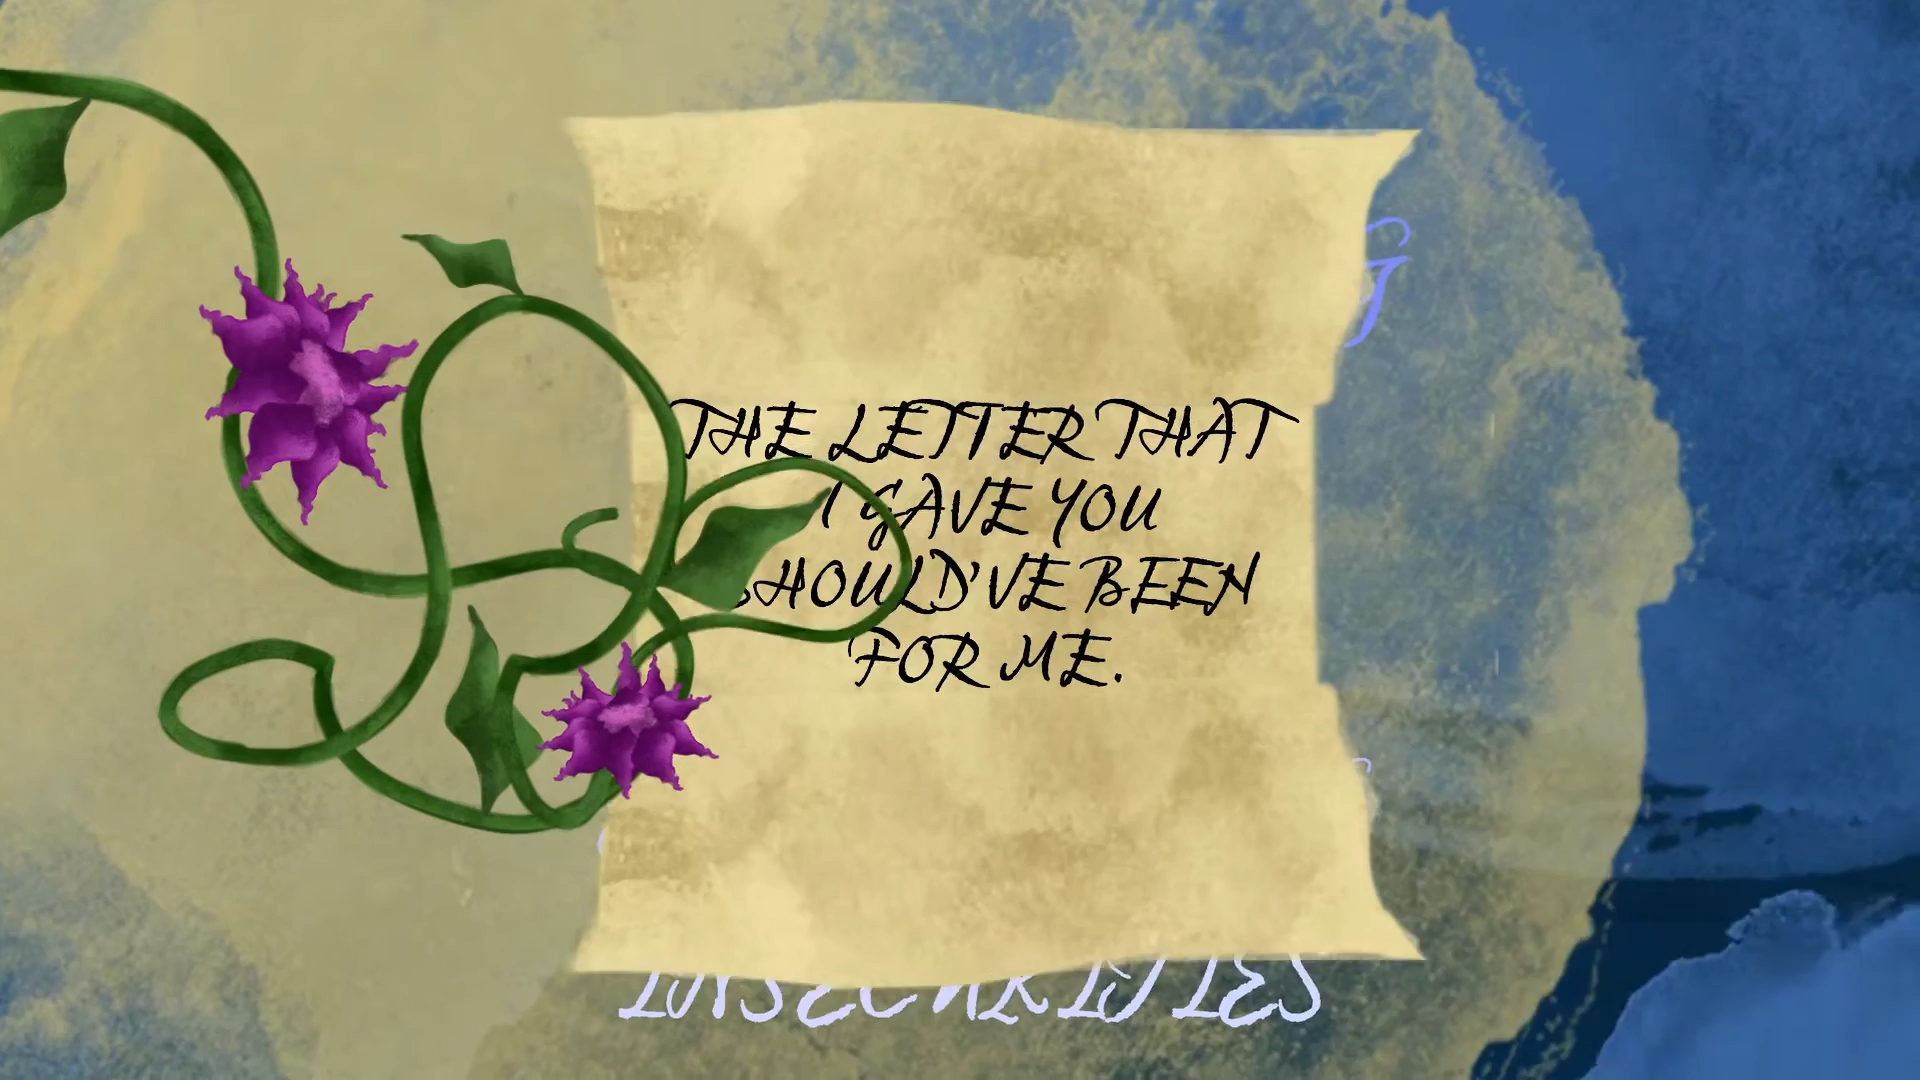 THE LETTER THAT
I GAVE YOU
SHOULD'VE BEEN
FOR ME.
INSECURITIES